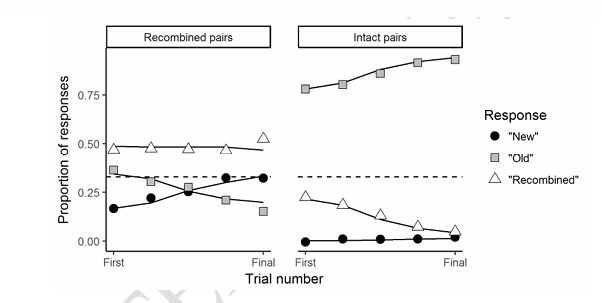 Recombined pairs
Intact pairs
Proportion of responses
0.75
0.50
0.25
0.00
First
Final
First
Final
Trial number
Response
"New"
"Old"
"Recombined"